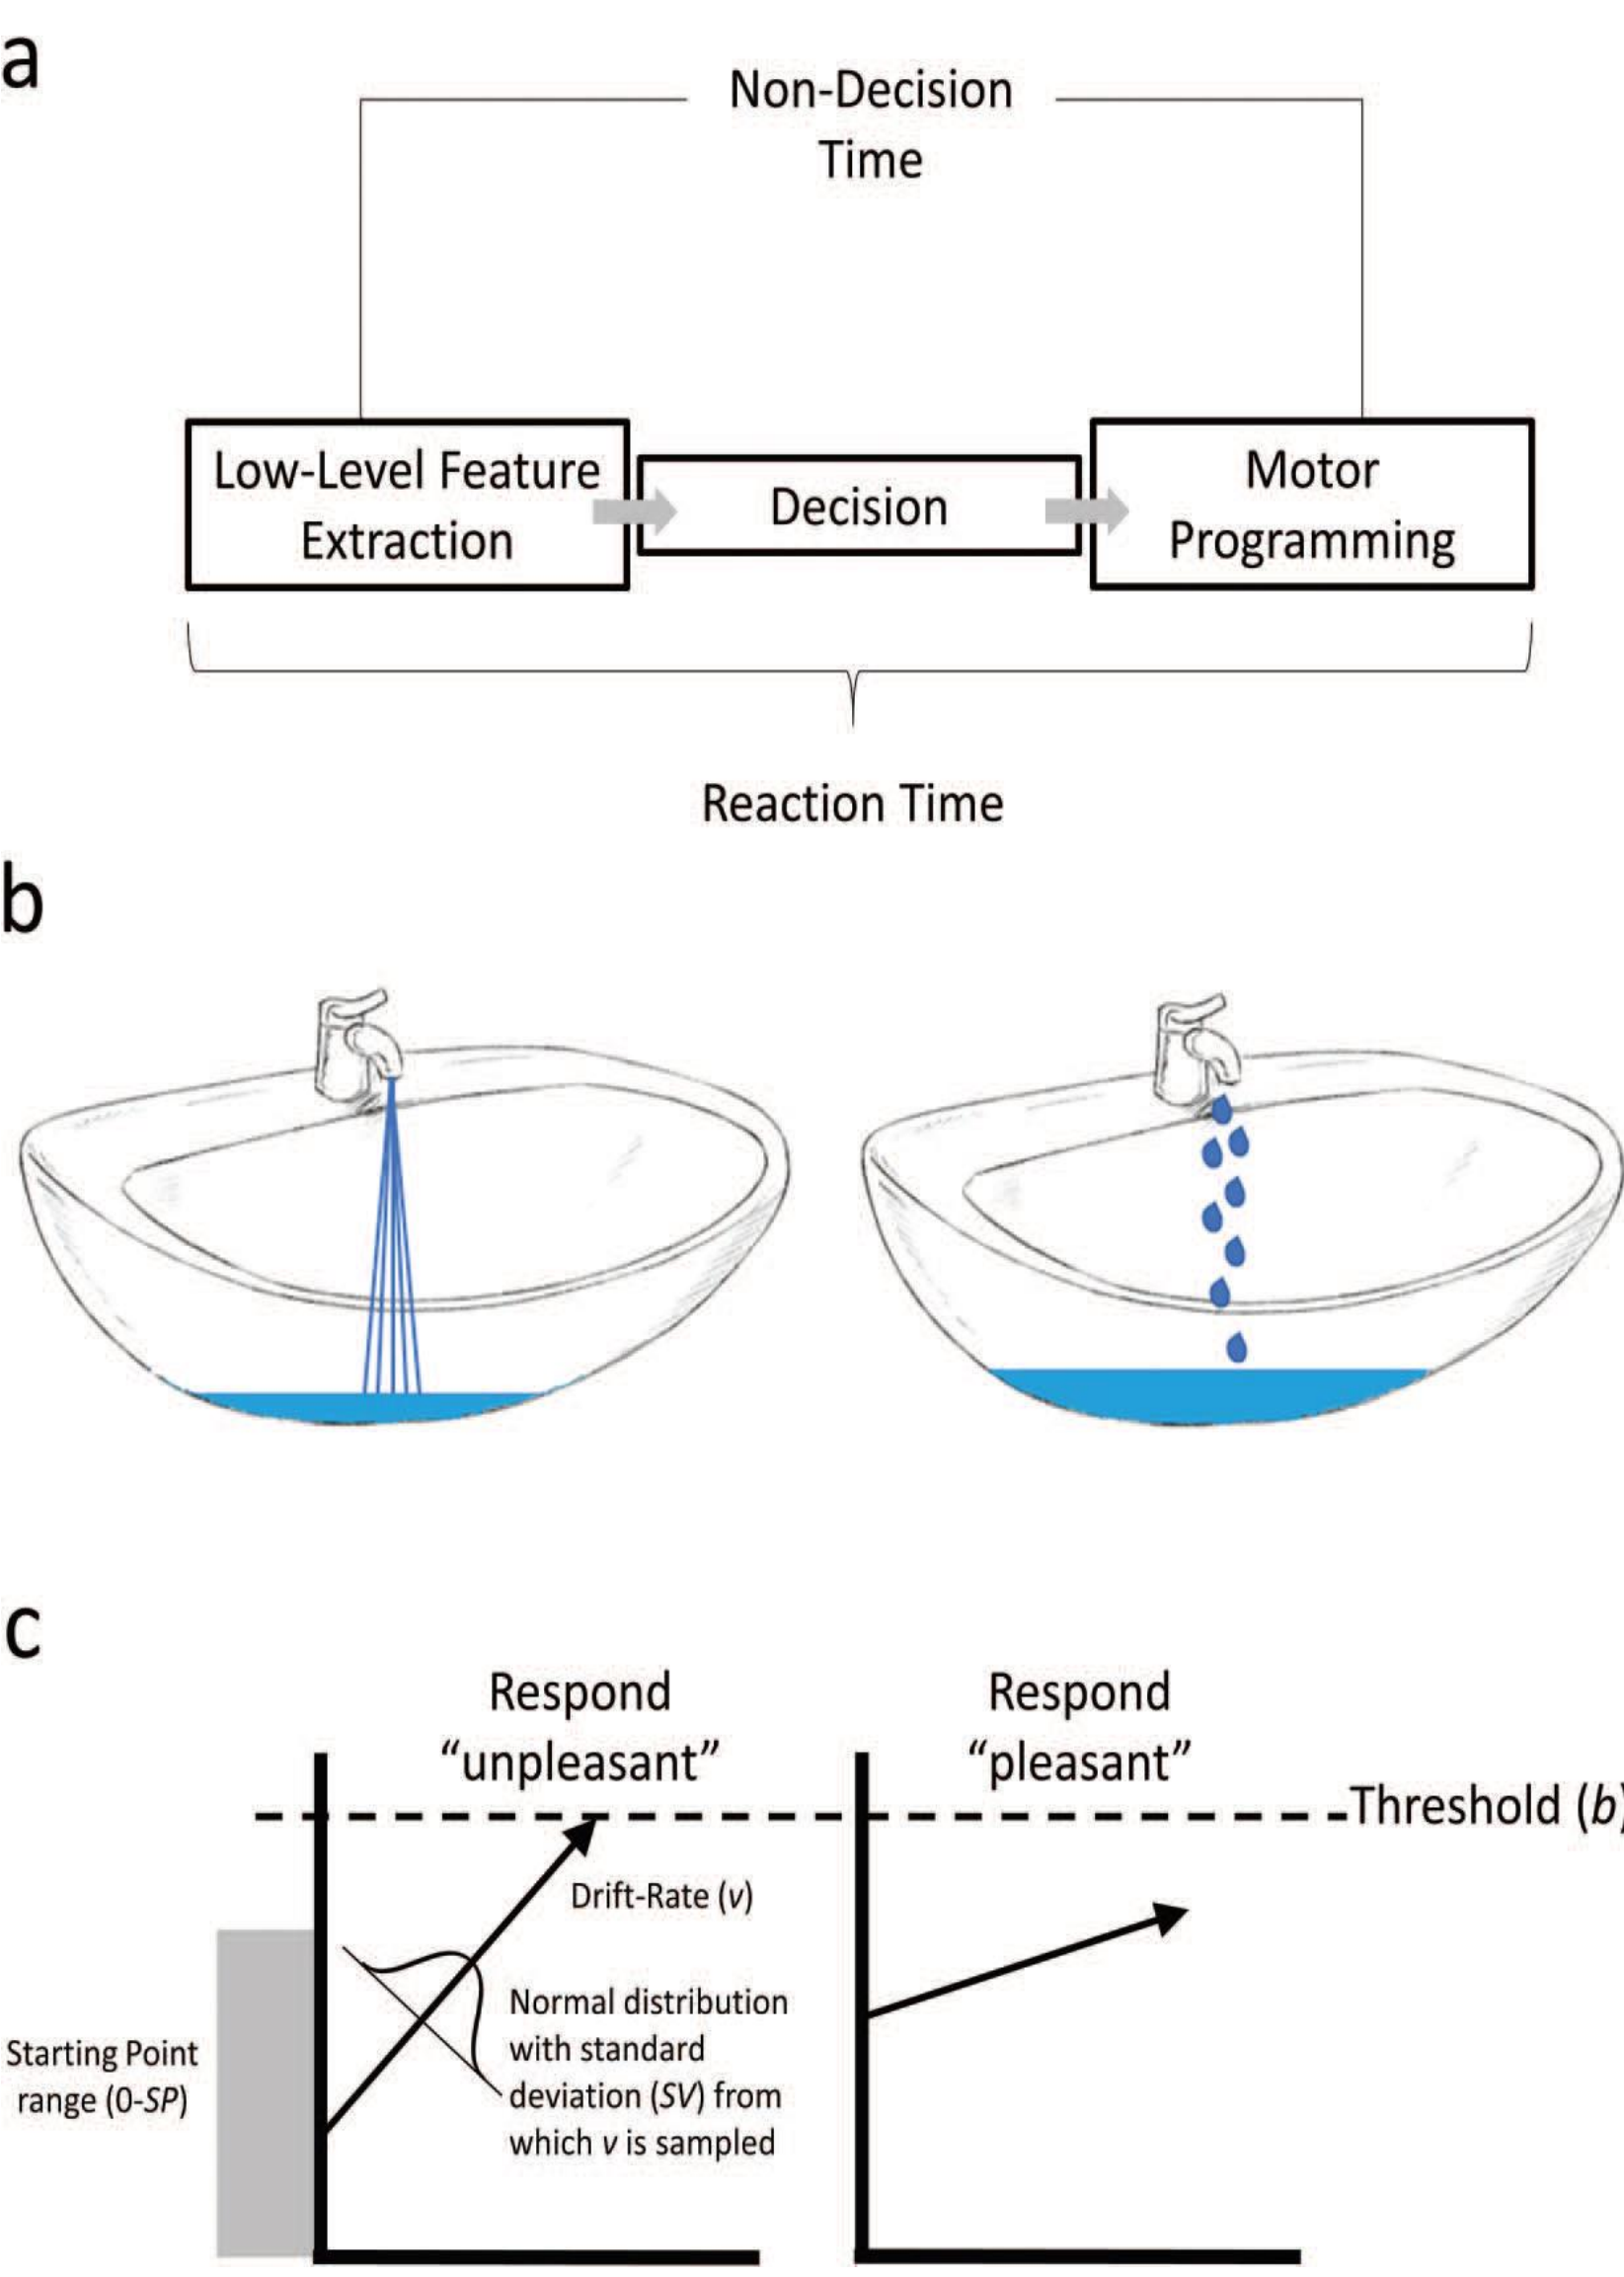 a
Non-Decision
Time
Low-Level Feature
Extraction
Decision
Motor
Programming
Reaction Time
b
c
Respond
“unpleasant”
Respond
“pleasant”
Threshold (b)
Drift-Rate (v)
Normal distribution
with standard
deviation (SV) from
which v is sampled
Starting Point
range (0-SP)